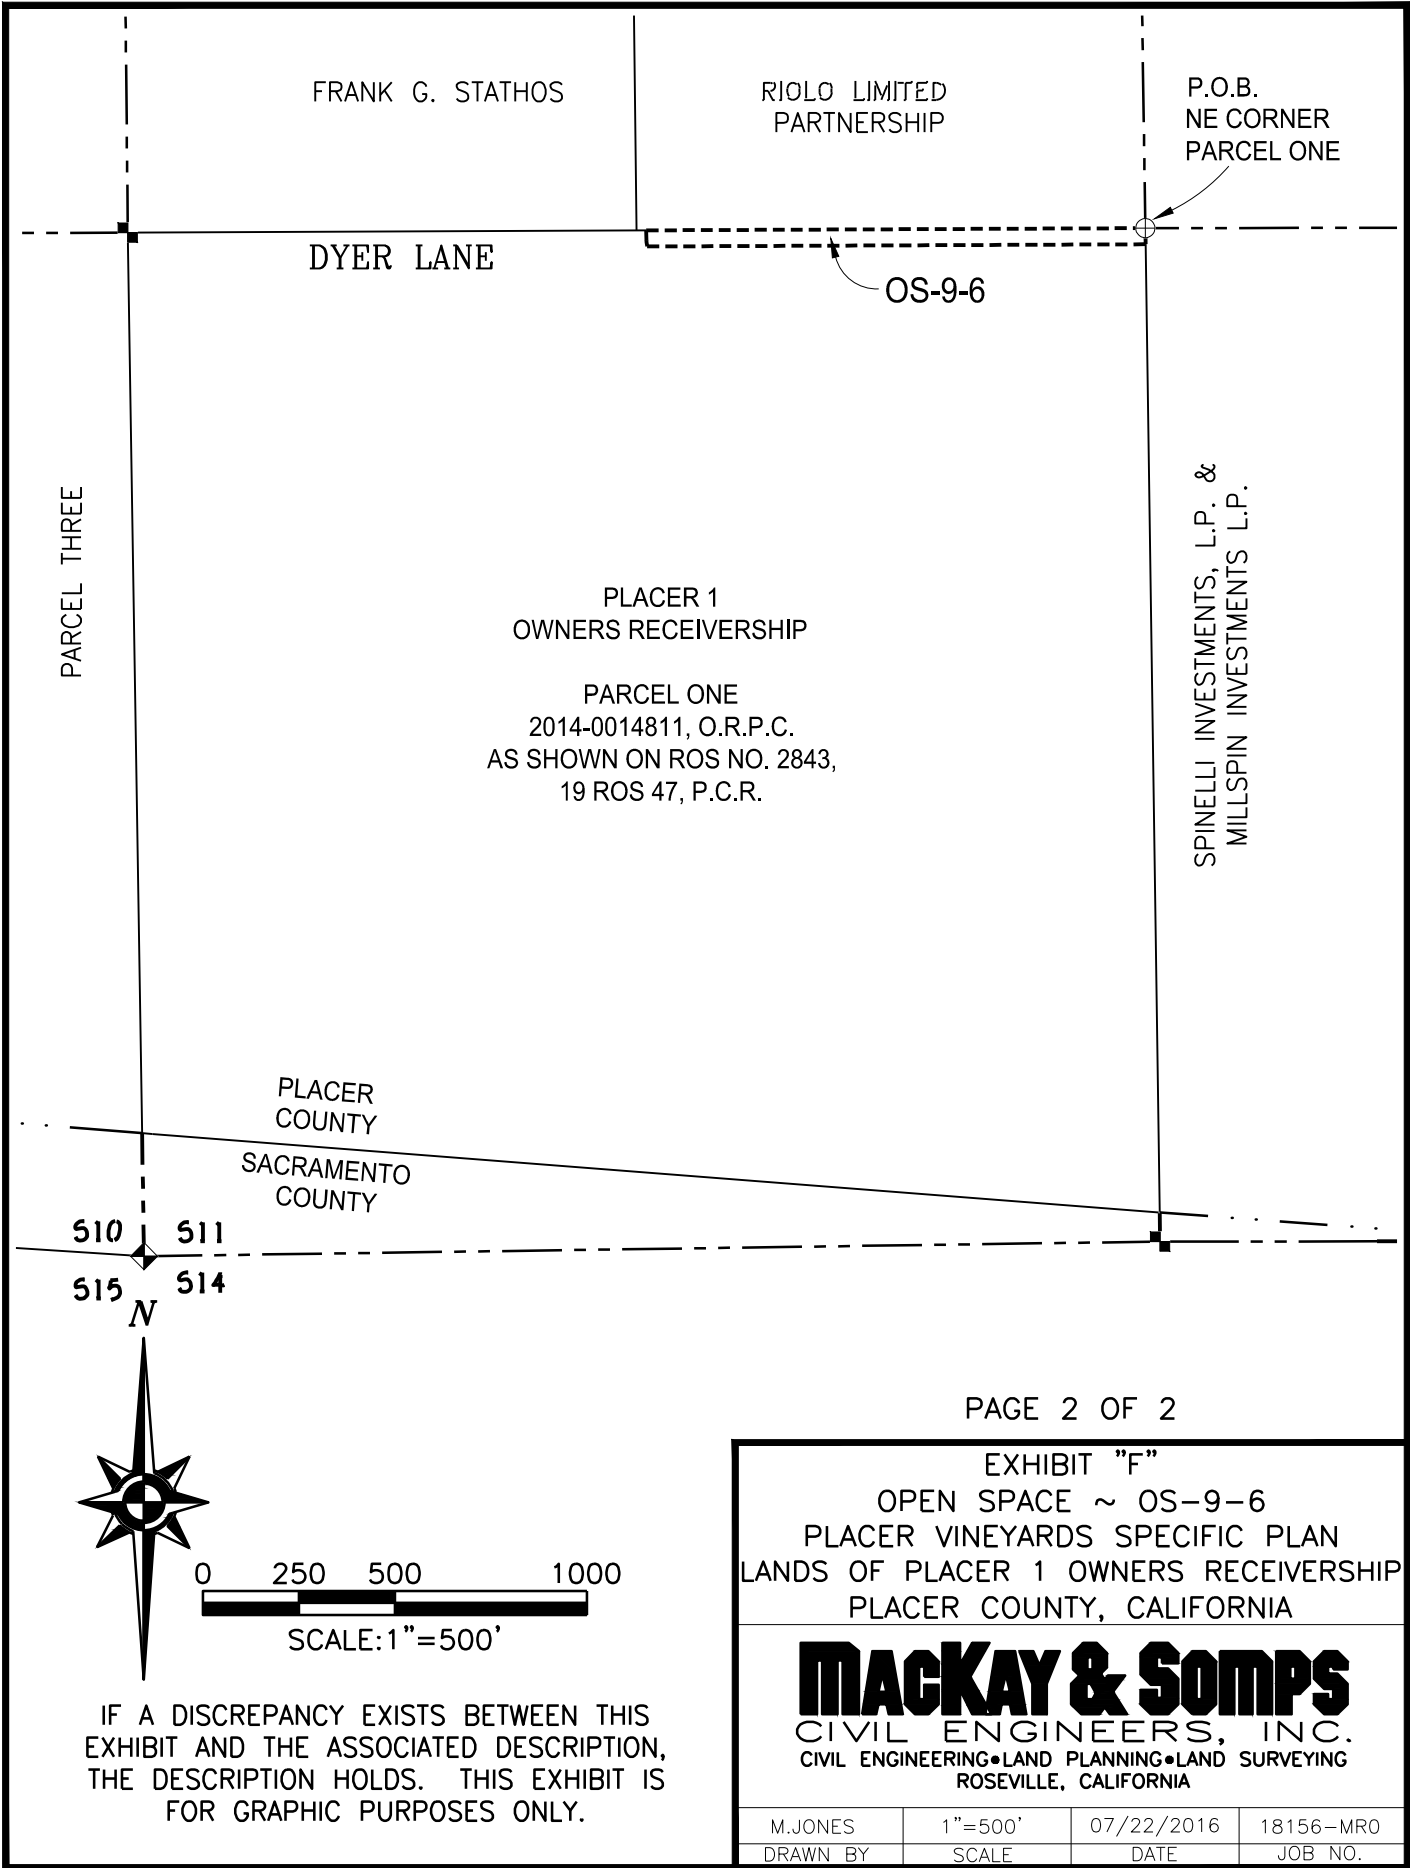 FRANK G. STATHOS
RIOLO LIMITED
PARTNERSHIP
P.O.B.
NE CORNER
PARCEL ONE
DYER LANE
OS-9-6
PARCEL THREE
SPINELLI INVESTMENTS, L.P. &
MILLSPIN INVESTMENTS L.P.
PLACER 1
OWNERS RECEIVERSHIP
PARCEL ONE
2014-0014811, O.R.P.C.
AS SHOWN ON ROS NO. 2843,
19 ROS 47, P.C.R.
PLACER
COUNTY
SACRAMENTO
COUNTY
S10 S11
S15 S14
N
0 250 500 1000
SCALE:1"=500'
IF A DISCREPANCY EXISTS BETWEEN THIS
EXHIBIT AND THE ASSOCIATED DESCRIPTION,
THE DESCRIPTION HOLDS. THIS EXHIBIT IS
FOR GRAPHIC PURPOSES ONLY.
PAGE 2 OF 2
EXHIBIT "F"
OPEN SPACE ~ OS-9-6
PLACER VINEYARDS SPECIFIC PLAN
LANDS OF PLACER 1 OWNERS RECEIVERSHIP
PLACER COUNTY, CALIFORNIA
MACKAY & SOMPS
CIVIL ENGINEERS, INC.
CIVIL ENGINEERING•LAND PLANNING•LAND SURVEYING
ROSEVILLE, CALIFORNIA
M.JONES 1"=500' 07/22/2016 18156-MR0
DRAWN BY SCALE DATE JOB NO.